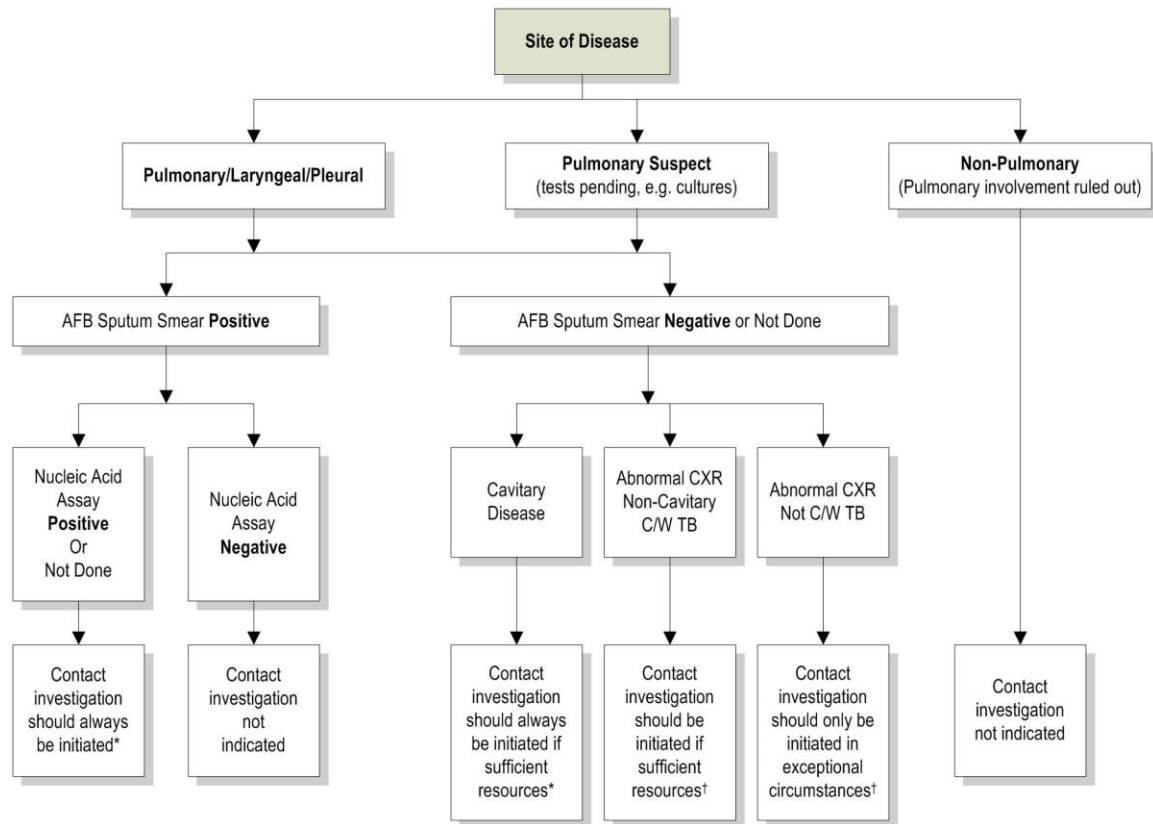 Site of Disease
Pulmonary/Laryngeal/Pleural
Pulmonary Suspect
(tests pending, e.g. cultures)
Non-Pulmonary
(Pulmonary involvement ruled out)
AFB Sputum Smear Positive
AFB Sputum Smear Negative or Not Done
Nucleic Acid
Assay
Positive
Or
Not Done
Nucleic Acid
Assay
Negative
Cavitary
Disease
Abnormal CXR
Non-Cavitary
C/W TB
Abnormal CXR
Not C/W TB
Contact
investigation
should always
be initiated*
Contact
investigation
not
indicated
Contact
investigation
should always
be initiated if
sufficient
resources*
Contact
investigation
should be
initiated if
sufficient
resources†
Contact
investigation
should only be
initiated in
exceptional
circumstances†
Contact
investigation
not indicated